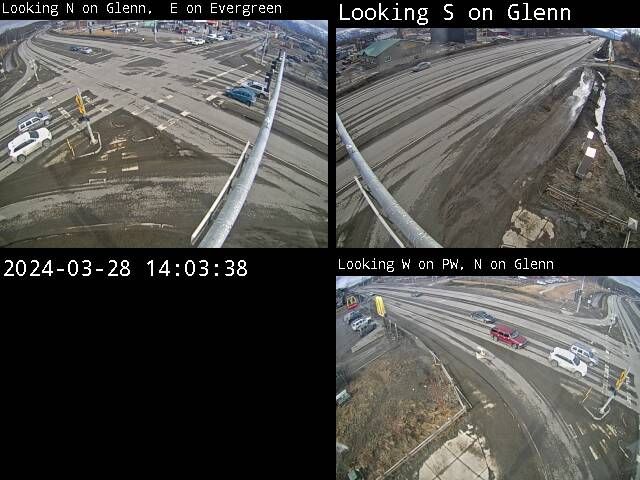 Looking N on Glenn,  E on Evergreen
Looking S on Glenn
2024-03-28 14:03:38
Looking W on PW, N on Glenn